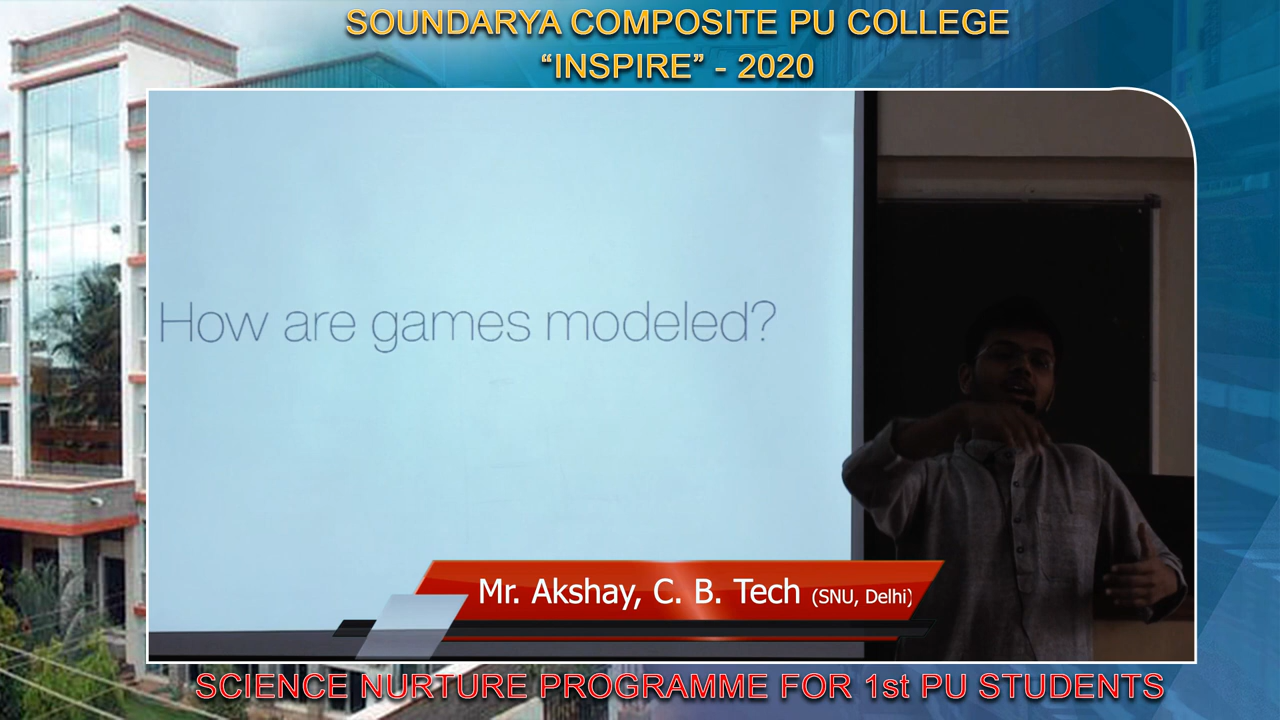 SOUNDARYA COMPOSITE PU COLLEGE
“INSPIRE” - 2020
How are games modeled?
Mr. Akshay, C. B. Tech (SNU, Delhi)
SCIENCE NURTURE PROGRAMME FOR 1st PU STUDENTS